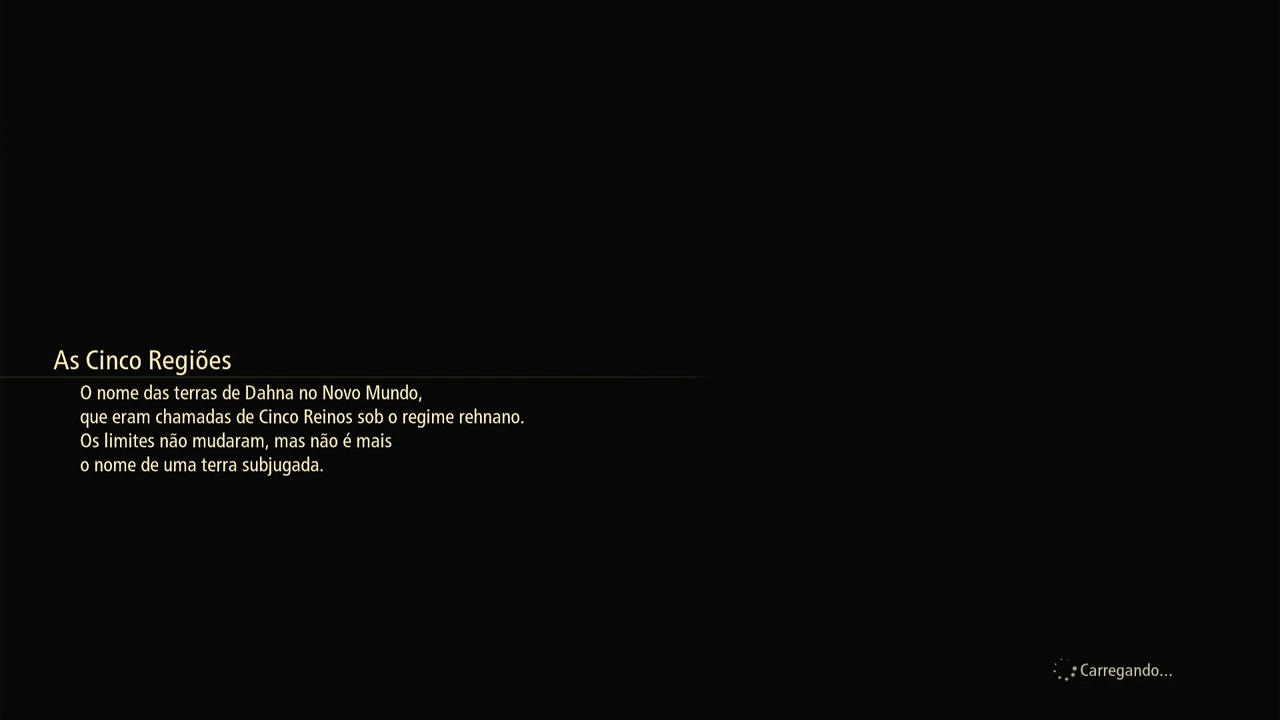 As Cinco Regiões
O nome das terras de Dahna no Novo Mundo,
que eram chamadas de Cinco Reinos sob o regime rehnano.
Os limites não mudaram, mas não é mais
o nome de uma terra subjugada.
Carregando...